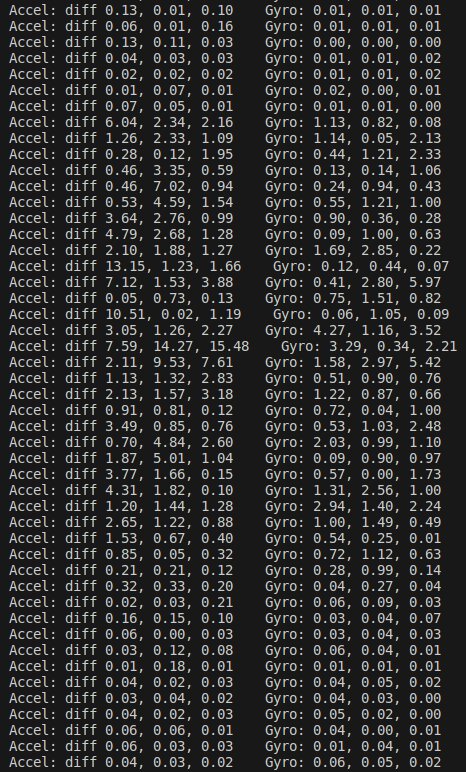 Accel: diff 0.13, 0.01, 0.10    Gyro: 0.01, 0.01, 0.01
Accel: diff 0.06, 0.01, 0.16    Gyro: 0.01, 0.01, 0.01
Accel: diff 0.13, 0.11, 0.03    Gyro: 0.00, 0.00, 0.00
Accel: diff 0.04, 0.03, 0.03    Gyro: 0.01, 0.01, 0.02
Accel: diff 0.02, 0.02, 0.02    Gyro: 0.01, 0.01, 0.02
Accel: diff 0.01, 0.07, 0.01    Gyro: 0.02, 0.00, 0.01
Accel: diff 0.07, 0.05, 0.01    Gyro: 0.01, 0.01, 0.00
Accel: diff 6.04, 2.34, 2.16    Gyro: 1.13, 0.82, 0.08
Accel: diff 1.26, 2.33, 1.09    Gyro: 1.14, 0.05, 2.13
Accel: diff 0.28, 0.12, 1.95    Gyro: 0.44, 1.21, 2.33
Accel: diff 0.46, 3.35, 0.59    Gyro: 0.13, 0.14, 1.06
Accel: diff 0.46, 7.02, 0.94    Gyro: 0.24, 0.94, 0.43
Accel: diff 0.53, 4.59, 1.54    Gyro: 0.55, 1.21, 1.00
Accel: diff 3.64, 2.76, 0.99    Gyro: 0.90, 0.36, 0.28
Accel: diff 4.79, 2.68, 1.28    Gyro: 0.09, 1.00, 0.63
Accel: diff 2.10, 1.88, 1.27    Gyro: 1.69, 2.85, 0.22
Accel: diff 13.15, 1.23, 1.66    Gyro: 0.12, 0.44, 0.07
Accel: diff 7.12, 1.53, 3.88    Gyro: 0.41, 2.80, 5.97
Accel: diff 0.05, 0.73, 0.13    Gyro: 0.75, 1.51, 0.82
Accel: diff 10.51, 0.02, 1.19    Gyro: 0.06, 1.05, 0.09
Accel: diff 3.05, 1.26, 2.27    Gyro: 4.27, 1.16, 3.52
Accel: diff 7.59, 14.27, 15.48    Gyro: 3.29, 0.34, 2.21
Accel: diff 2.11, 9.53, 7.61    Gyro: 1.58, 2.97, 5.42
Accel: diff 1.13, 1.32, 2.83    Gyro: 0.51, 0.90, 0.76
Accel: diff 2.13, 1.57, 3.18    Gyro: 1.22, 0.87, 0.66
Accel: diff 0.91, 0.81, 0.12    Gyro: 0.72, 0.04, 1.00
Accel: diff 3.49, 0.85, 0.76    Gyro: 0.53, 1.03, 2.48
Accel: diff 0.70, 4.84, 2.60    Gyro: 2.03, 0.99, 1.10
Accel: diff 1.87, 5.01, 1.04    Gyro: 0.09, 0.90, 0.97
Accel: diff 3.77, 1.66, 0.15    Gyro: 0.57, 0.00, 1.73
Accel: diff 4.31, 1.82, 0.10    Gyro: 1.31, 2.56, 1.00
Accel: diff 1.20, 1.44, 1.28    Gyro: 2.94, 1.40, 2.24
Accel: diff 2.65, 1.22, 0.88    Gyro: 1.00, 1.49, 0.49
Accel: diff 1.53, 0.67, 0.40    Gyro: 0.54, 0.25, 0.01
Accel: diff 0.85, 0.05, 0.32    Gyro: 0.72, 1.12, 0.63
Accel: diff 0.21, 0.21, 0.12    Gyro: 0.28, 0.99, 0.14
Accel: diff 0.32, 0.33, 0.20    Gyro: 0.04, 0.27, 0.04
Accel: diff 0.02, 0.03, 0.21    Gyro: 0.06, 0.09, 0.03
Accel: diff 0.16, 0.15, 0.10    Gyro: 0.03, 0.04, 0.07
Accel: diff 0.06, 0.00, 0.03    Gyro: 0.03, 0.04, 0.03
Accel: diff 0.03, 0.12, 0.08    Gyro: 0.06, 0.04, 0.01
Accel: diff 0.01, 0.18, 0.01    Gyro: 0.01, 0.01, 0.01
Accel: diff 0.04, 0.02, 0.03    Gyro: 0.04, 0.05, 0.02
Accel: diff 0.03, 0.04, 0.02    Gyro: 0.04, 0.03, 0.00
Accel: diff 0.04, 0.02, 0.03    Gyro: 0.05, 0.02, 0.00
Accel: diff 0.06, 0.06, 0.01    Gyro: 0.04, 0.00, 0.01
Accel: diff 0.06, 0.03, 0.03    Gyro: 0.01, 0.04, 0.01
Accel: diff 0.04, 0.03, 0.02    Gyro: 0.06, 0.05, 0.02